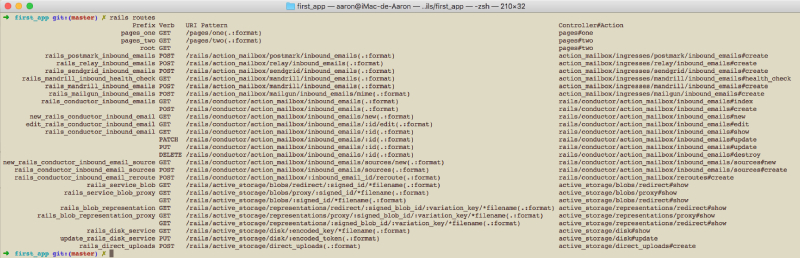 first_app — aaron@iMac-de-Aaron — ..ils/first_app — -zsh — 210×32
➜ first_app git:(master) ✗ rails routes
Prefix Verb URI Pattern Controller#Action
pages_one GET /pages/one(.:format) pages#one
pages_two GET /pages/two(.:format) pages#two
root GET / pages#two
rails_postmark_inbound_emails POST /rails/action_mailbox/postmark/inbound_emails(.:format) action_mailbox/ingresses/postmark/inbound_emails#create
rails_relay_inbound_emails POST /rails/action_mailbox/relay/inbound_emails(.:format) action_mailbox/ingresses/relay/inbound_emails#create
rails_sendgrid_inbound_emails POST /rails/action_mailbox/sendgrid/inbound_emails(.:format) action_mailbox/ingresses/sendgrid/inbound_emails#create
rails_mandrill_inbound_health_check GET /rails/action_mailbox/mandrill/inbound_emails(.:format) action_mailbox/ingresses/mandrill/inbound_emails#health_check
rails_mandrill_inbound_emails POST /rails/action_mailbox/mandrill/inbound_emails(.:format) action_mailbox/ingresses/mandrill/inbound_emails#create
rails_mailgun_inbound_emails POST /rails/action_mailbox/mailgun/inbound_emails/mime(.:format) action_mailbox/ingresses/mailgun/inbound_emails#create
rails_conductor_inbound_emails GET /rails/conductor/action_mailbox/inbound_emails(.:format) rails/conductor/action_mailbox/inbound_emails#index
POST /rails/conductor/action_mailbox/inbound_emails(.:format) rails/conductor/action_mailbox/inbound_emails#create
new_rails_conductor_inbound_email GET /rails/conductor/action_mailbox/inbound_emails/new(.:format) rails/conductor/action_mailbox/inbound_emails#new
edit_rails_conductor_inbound_email GET /rails/conductor/action_mailbox/inbound_emails/:id/edit(.:format) rails/conductor/action_mailbox/inbound_emails#edit
rails_conductor_inbound_email GET /rails/conductor/action_mailbox/inbound_emails/:id(.:format) rails/conductor/action_mailbox/inbound_emails#show
PATCH /rails/conductor/action_mailbox/inbound_emails/:id(.:format) rails/conductor/action_mailbox/inbound_emails#update
PUT /rails/conductor/action_mailbox/inbound_emails/:id(.:format) rails/conductor/action_mailbox/inbound_emails#update
DELETE /rails/conductor/action_mailbox/inbound_emails/:id(.:format) rails/conductor/action_mailbox/inbound_emails#destroy
new_rails_conductor_inbound_email_source GET /rails/conductor/action_mailbox/inbound_emails/sources/new(.:format) rails/conductor/action_mailbox/inbound_emails/sources#new
rails_conductor_inbound_email_sources POST /rails/conductor/action_mailbox/inbound_emails/sources(.:format) rails/conductor/action_mailbox/inbound_emails/sources#create
rails_conductor_inbound_email_reroute POST /rails/conductor/action_mailbox/:inbound_email_id/reroute(.:format) rails/conductor/action_mailbox/reroutes#create
rails_service_blob GET /rails/active_storage/blobs/redirect/:signed_id/*filename(.:format) active_storage/blobs/redirect#show
rails_service_blob_proxy GET /rails/active_storage/blobs/proxy/:signed_id/*filename(.:format) active_storage/blobs/proxy#show
GET /rails/active_storage/blobs/:signed_id/*filename(.:format) active_storage/blobs/redirect#show
rails_blob_representation GET /rails/active_storage/representations/redirect/:signed_blob_id/:variation_key/*filename(.:format) active_storage/representations/redirect#show
rails_blob_representation_proxy GET /rails/active_storage/representations/proxy/:signed_blob_id/:variation_key/*filename(.:format) active_storage/representations/proxy#show
GET /rails/active_storage/representations/:signed_blob_id/:variation_key/*filename(.:format) active_storage/representations/redirect#show
rails_disk_service GET /rails/active_storage/disk/:encoded_key/*filename(.:format) active_storage/disk#show
update_rails_disk_service PUT /rails/active_storage/disk/:encoded_token(.:format) active_storage/disk#update
rails_direct_uploads POST /rails/active_storage/direct_uploads(.:format) active_storage/direct_uploads#create
➜ first_app git:(master) ✗